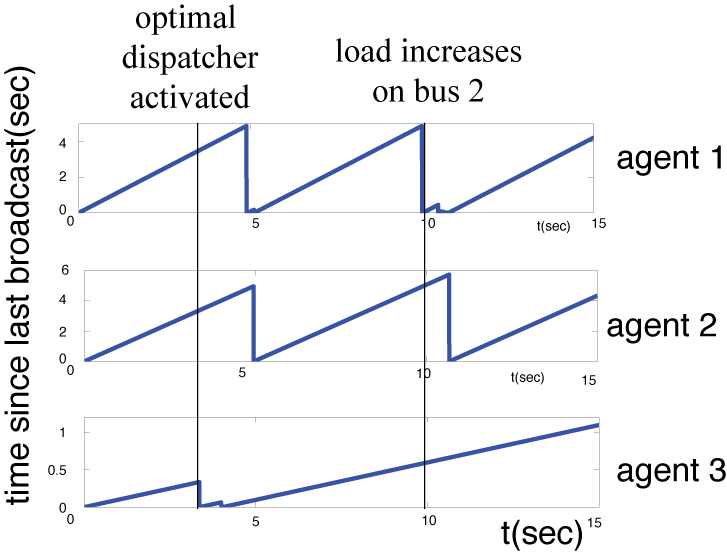 optimal
dispatcher
activated
load increases
on bus 2
time since last broadcast(sec)
4
2
0
0
5
10
t(sec)
15
agent 1
6
4
2
0
0
5
10
t(sec)
15
agent 2
1
0.5
0
0
5
10
t(sec)
15
agent 3